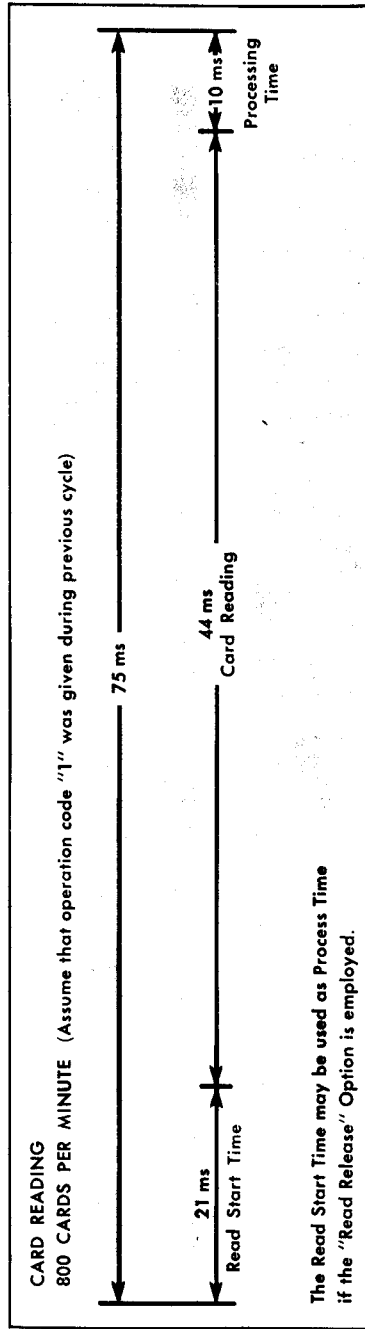 CARD READING
800 CARDS PER MINUTE (Assume that operation code "1" was given during previous cycle)
75 ms
21 ms
Read Start Time
44 ms
Card Reading
10 ms
Processing
Time
The Read Start Time may be used as Process Time
if the "Read Release" Option is employed.